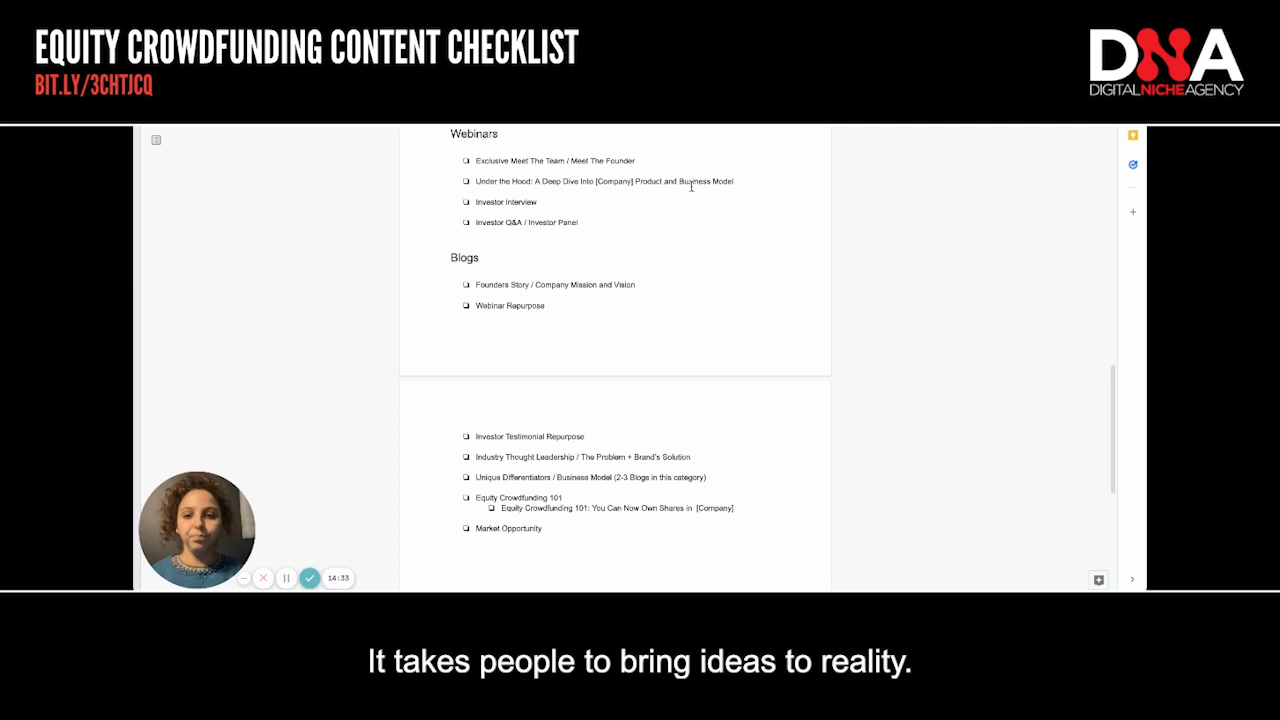 EQUITY CROWDFUNDING CONTENT CHECKLIST
BIT.LY/3CHTJCQ
DNA
DIGITALNICHEAGENCY
Webinars
Exclusive Meet The Team / Meet The Founder
Under the Hood: A Deep Dive Into [Company] Product and Business Model
Investor Interview
Investor Q&A / Investor Panel
Blogs
Founders Story / Company Mission and Vision
Webinar Repurpose
Investor Testimonial Repurpose
Industry Thought Leadership / The Problem + Brand's Solution
Unique Differentiators / Business Model (2-3 Blogs in this category)
Equity Crowdfunding 101
Equity Crowdfunding 101: You Can Now Own Shares in [Company]
Market Opportunity
14:33
It takes people to bring ideas to reality.